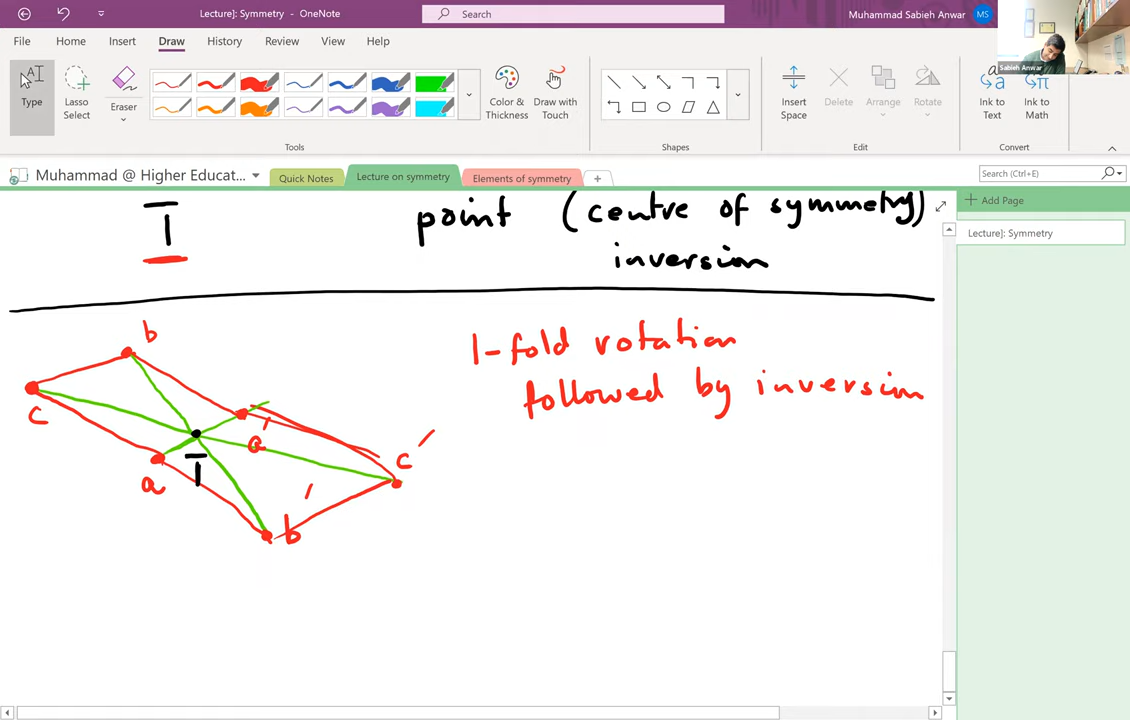 Lecture]: Symmetry - OneNote
Search
Muhammad Sabieh Anwar
MS
File
Home
Insert
Draw
History
Review
View
Help
Sabieh Anwar
Type
Lasso Select
Eraser
Color & Thickness
Draw with Touch
Insert Space
Delete
Arrange
Rotate
Ink to Text
Ink to Math
Tools
Shapes
Edit
Convert
Muhammad @ Higher Educat...
Quick Notes
Lecture on symmetry
Elements of symmetry
Search (Ctrl+E)
Add Page
Lecture]: Symmetry
1̅ point (centre of symmetry)
inversion
1-fold rotation
followed by inversion
b
c
a
1̅
a'
c'
b'